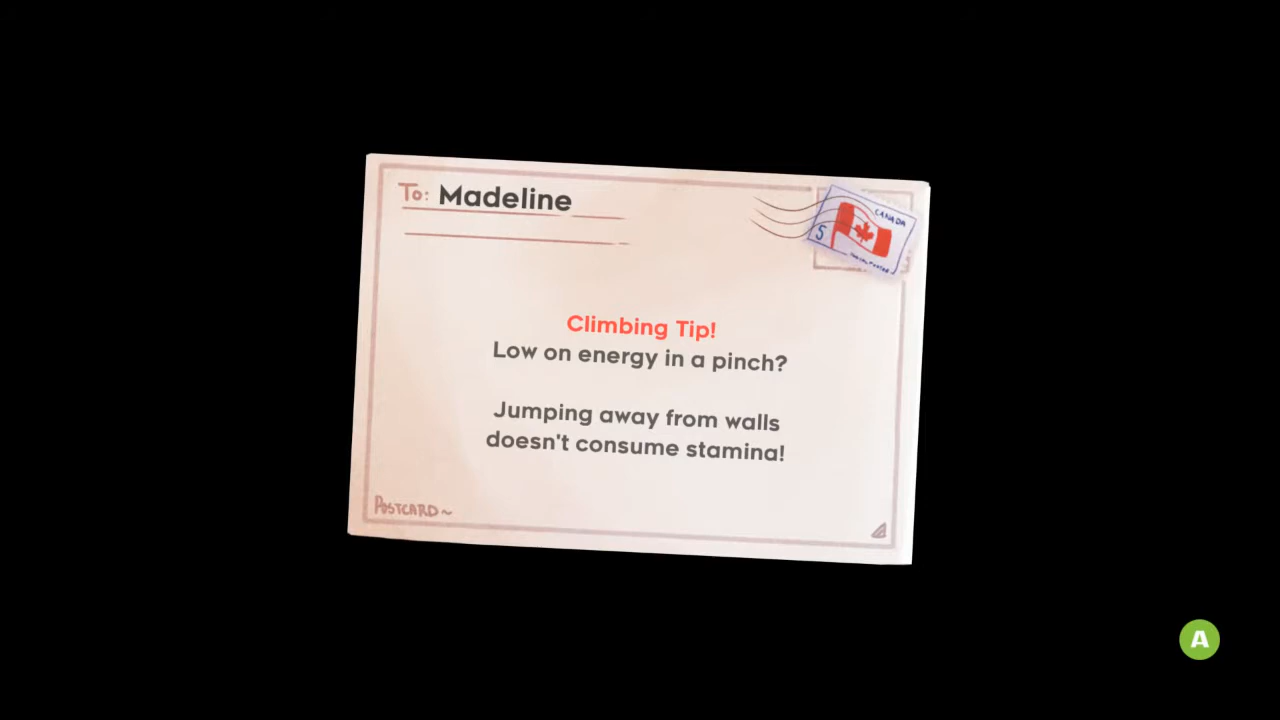 To: Madeline
CANADA
5
Climbing Tip!
Low on energy in a pinch?
Jumping away from walls
doesn't consume stamina!
POSTCARD~
A